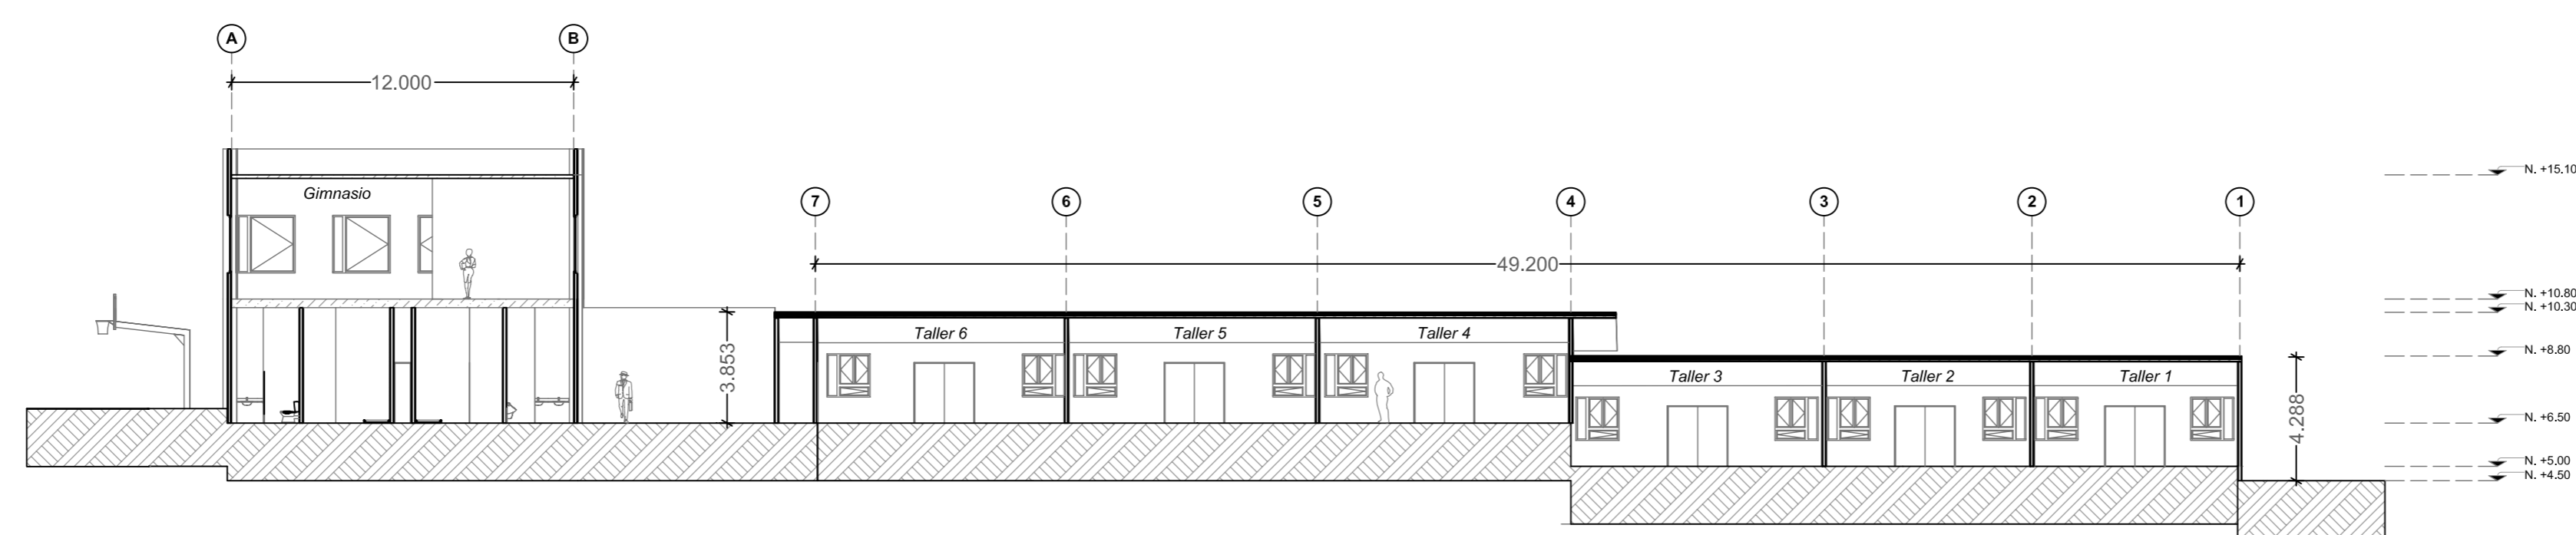 A
B
12.000
N. +15.10
Gimnasio
7
6
5
4
3
2
1
49.200
N. +10.80
N. +10.30
Taller 6
Taller 5
Taller 4
N. +8.80
3.853
Taller 3
Taller 2
Taller 1
4.288
N. +6.50
N. +5.00
N. +4.50